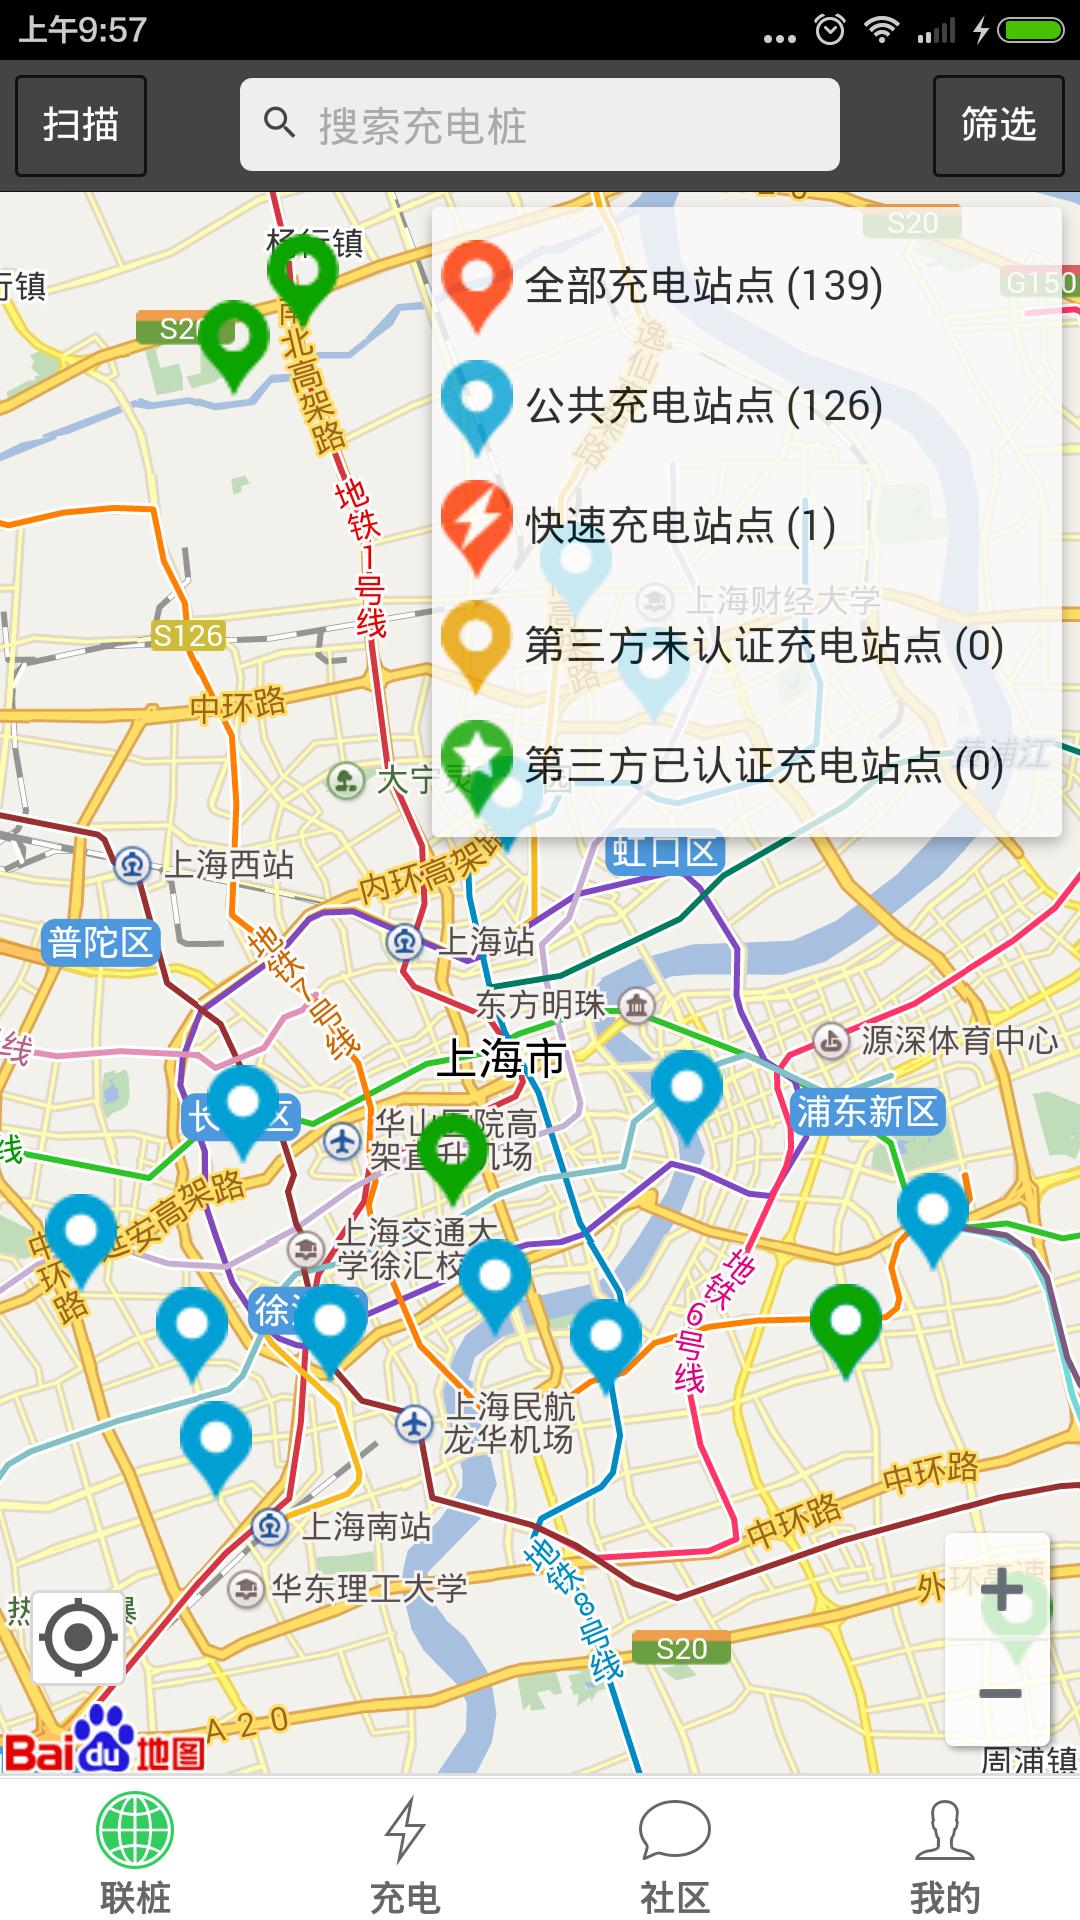 上午9:57
扫描
搜索充电桩
筛选
杨行镇
行镇
S20
S20
G150
全部充电站点 (139)
公共充电站点 (126)
快速充电站点 (1)
第三方未认证充电站点 (0)
第三方已认证充电站点 (0)
南北高架路
逸仙
路
地铁1号线
上海财经大学
S126
中环路
黄浦江
大宁灵
园
虹口区
内环高架路
上海西站
普陀区
上海站
地铁7号线
东方明珠
源深体育中心
上海市
线
浦东新区
长
区
华山医院高
架直升机场
线
延安高架路
中环路
上海交通大
学徐汇校
徐
地铁6号线
上海民航
龙华机场
中环路
中环路
上海南站
地铁8号线
华东理工大学
外环高速
热
S20
A20
Bai du 地图
周浦镇
联桩
充电
社区
我的